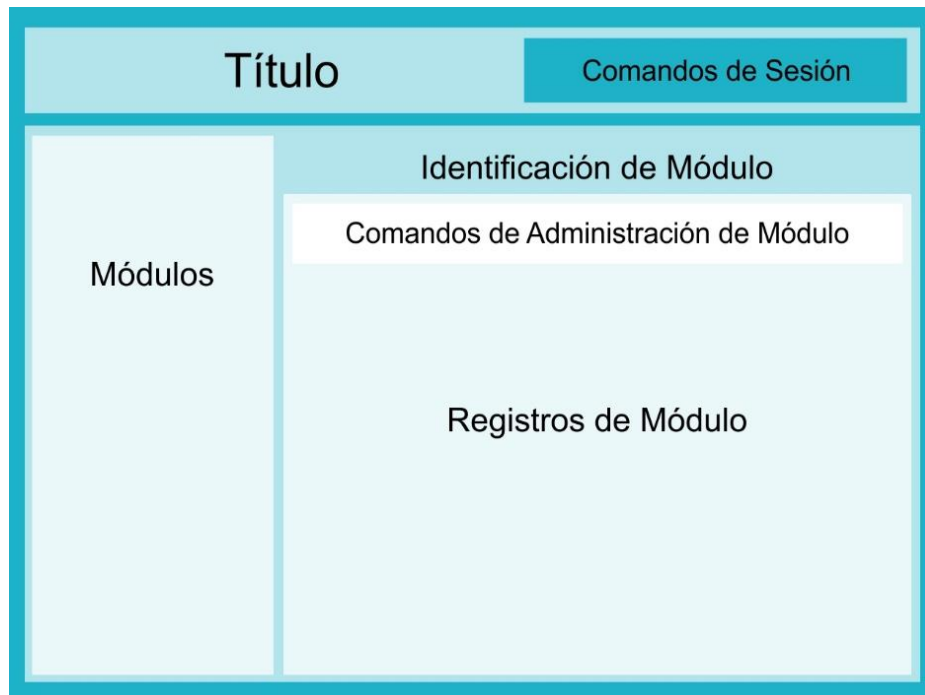 Título
Comandos de Sesión
Identificación de Módulo
Comandos de Administración de Módulo
Módulos
Registros de Módulo